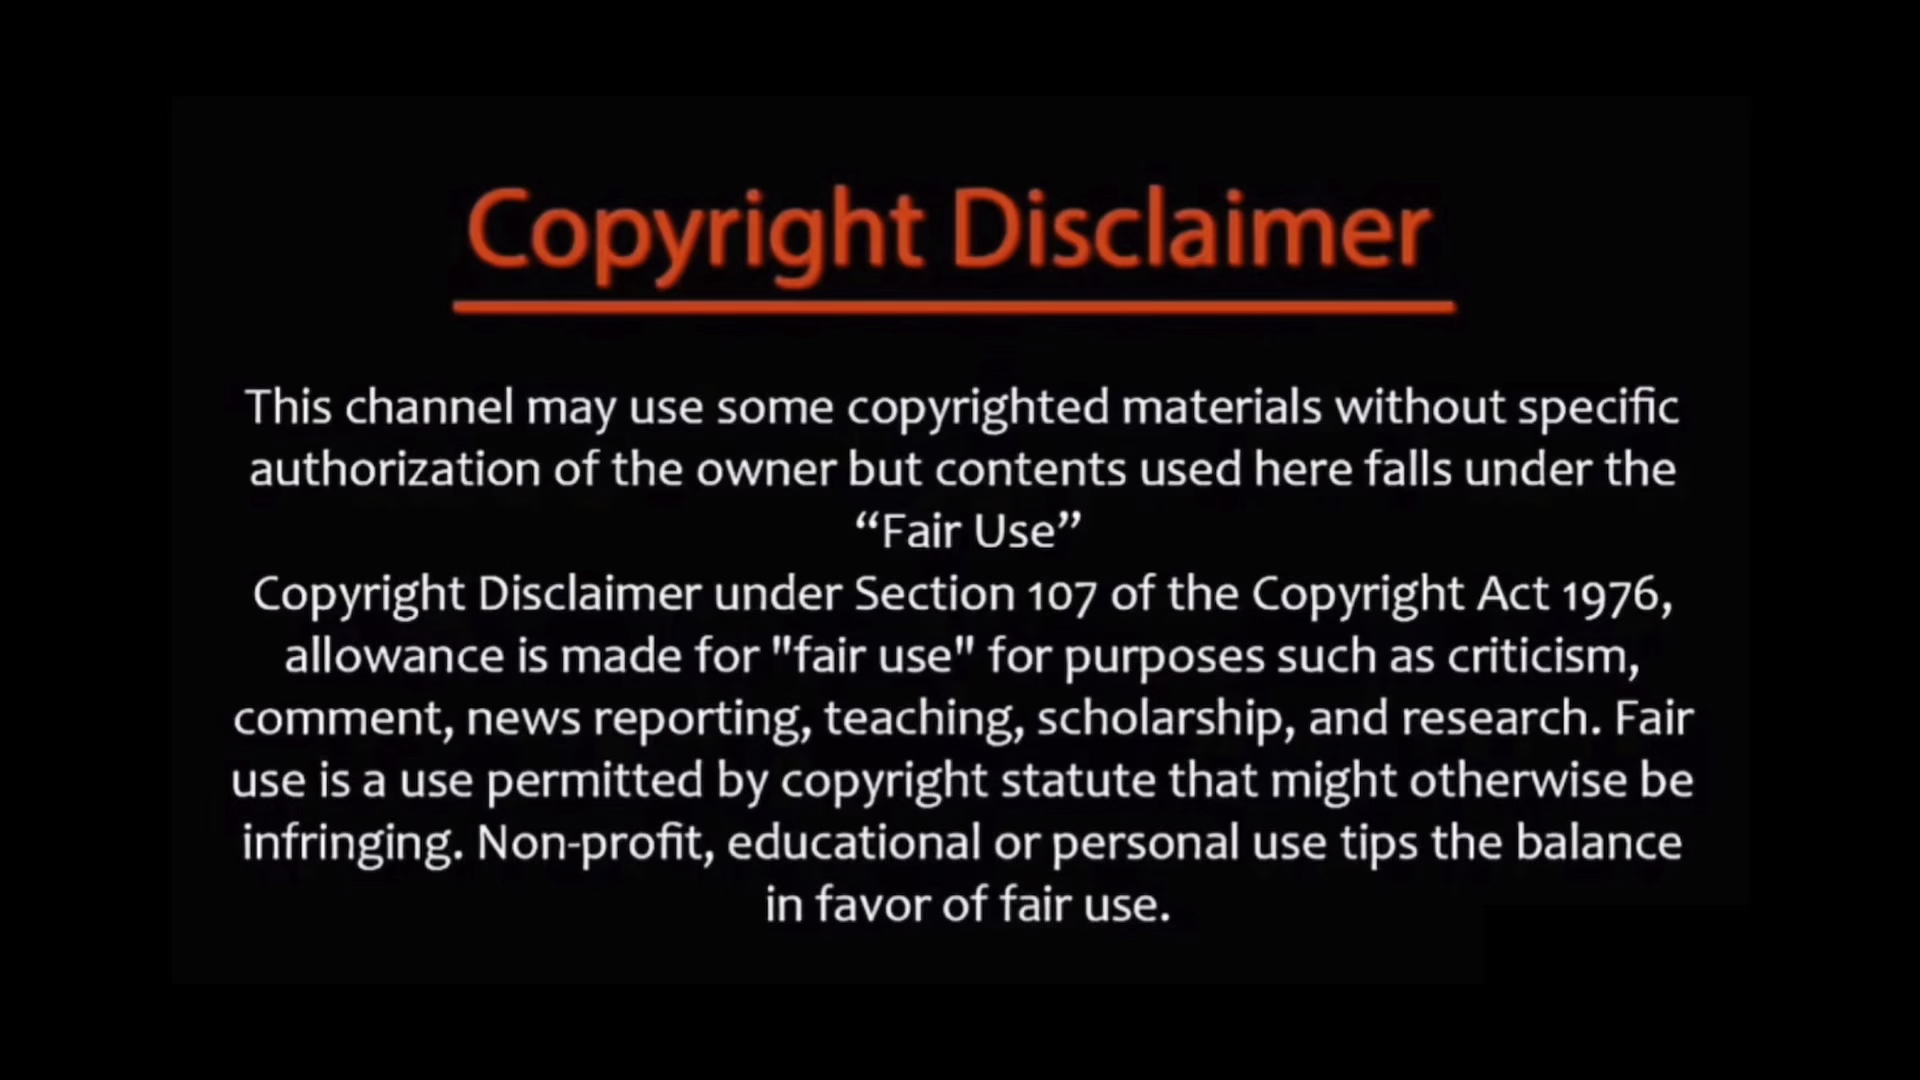 Copyright Disclaimer
This channel may use some copyrighted materials without specific
authorization of the owner but contents used here falls under the
“Fair Use”
Copyright Disclaimer under Section 107 of the Copyright Act 1976,
allowance is made for "fair use" for purposes such as criticism,
comment, news reporting, teaching, scholarship, and research. Fair
use is a use permitted by copyright statute that might otherwise be
infringing. Non-profit, educational or personal use tips the balance
in favor of fair use.